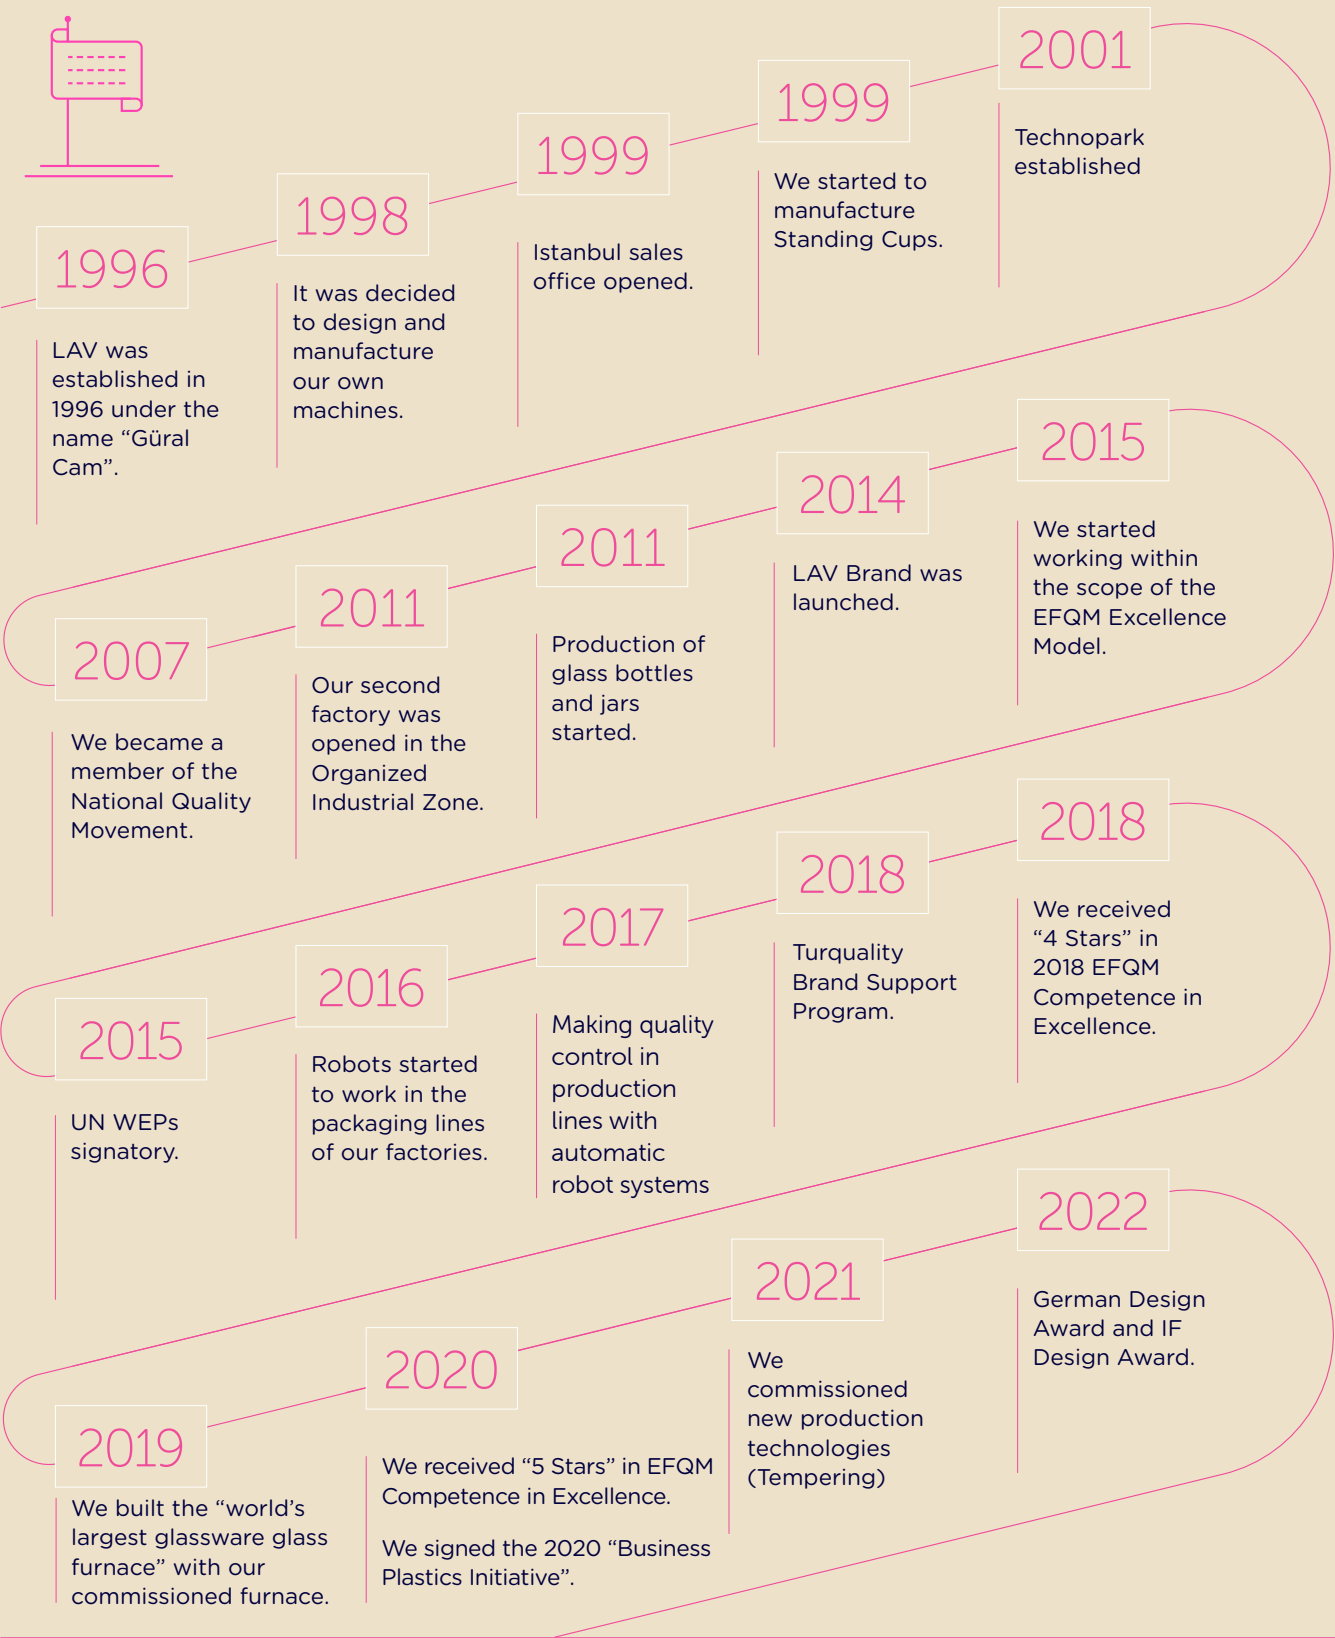 1996
LAV was
established in
1996 under the
name “Güral
Cam”.
1998
It was decided
to design and
manufacture
our own
machines.
1999
Istanbul sales
office opened.
1999
We started to
manufacture
Standing Cups.
2001
Technopark
established
2007
We became a
member of the
National Quality
Movement.
2011
Our second
factory was
opened in the
Organized
Industrial Zone.
2011
Production of
glass bottles
and jars
started.
2014
LAV Brand was
launched.
2015
We started
working within
the scope of the
EFQM Excellence
Model.
2015
UN WEPs
signatory.
2016
Robots started
to work in the
packaging lines
of our factories.
2017
Making quality
control in
production
lines with
automatic
robot systems
2018
Turquality
Brand Support
Program.
2018
We received
“4 Stars” in
2018 EFQM
Competence in
Excellence.
2019
We built the “world’s
largest glassware glass
furnace” with our
commissioned furnace.
2020
We received “5 Stars” in EFQM
Competence in Excellence.
We signed the 2020 “Business
Plastics Initiative”.
2021
We
commissioned
new production
technologies
(Tempering)
2022
German Design
Award and IF
Design Award.